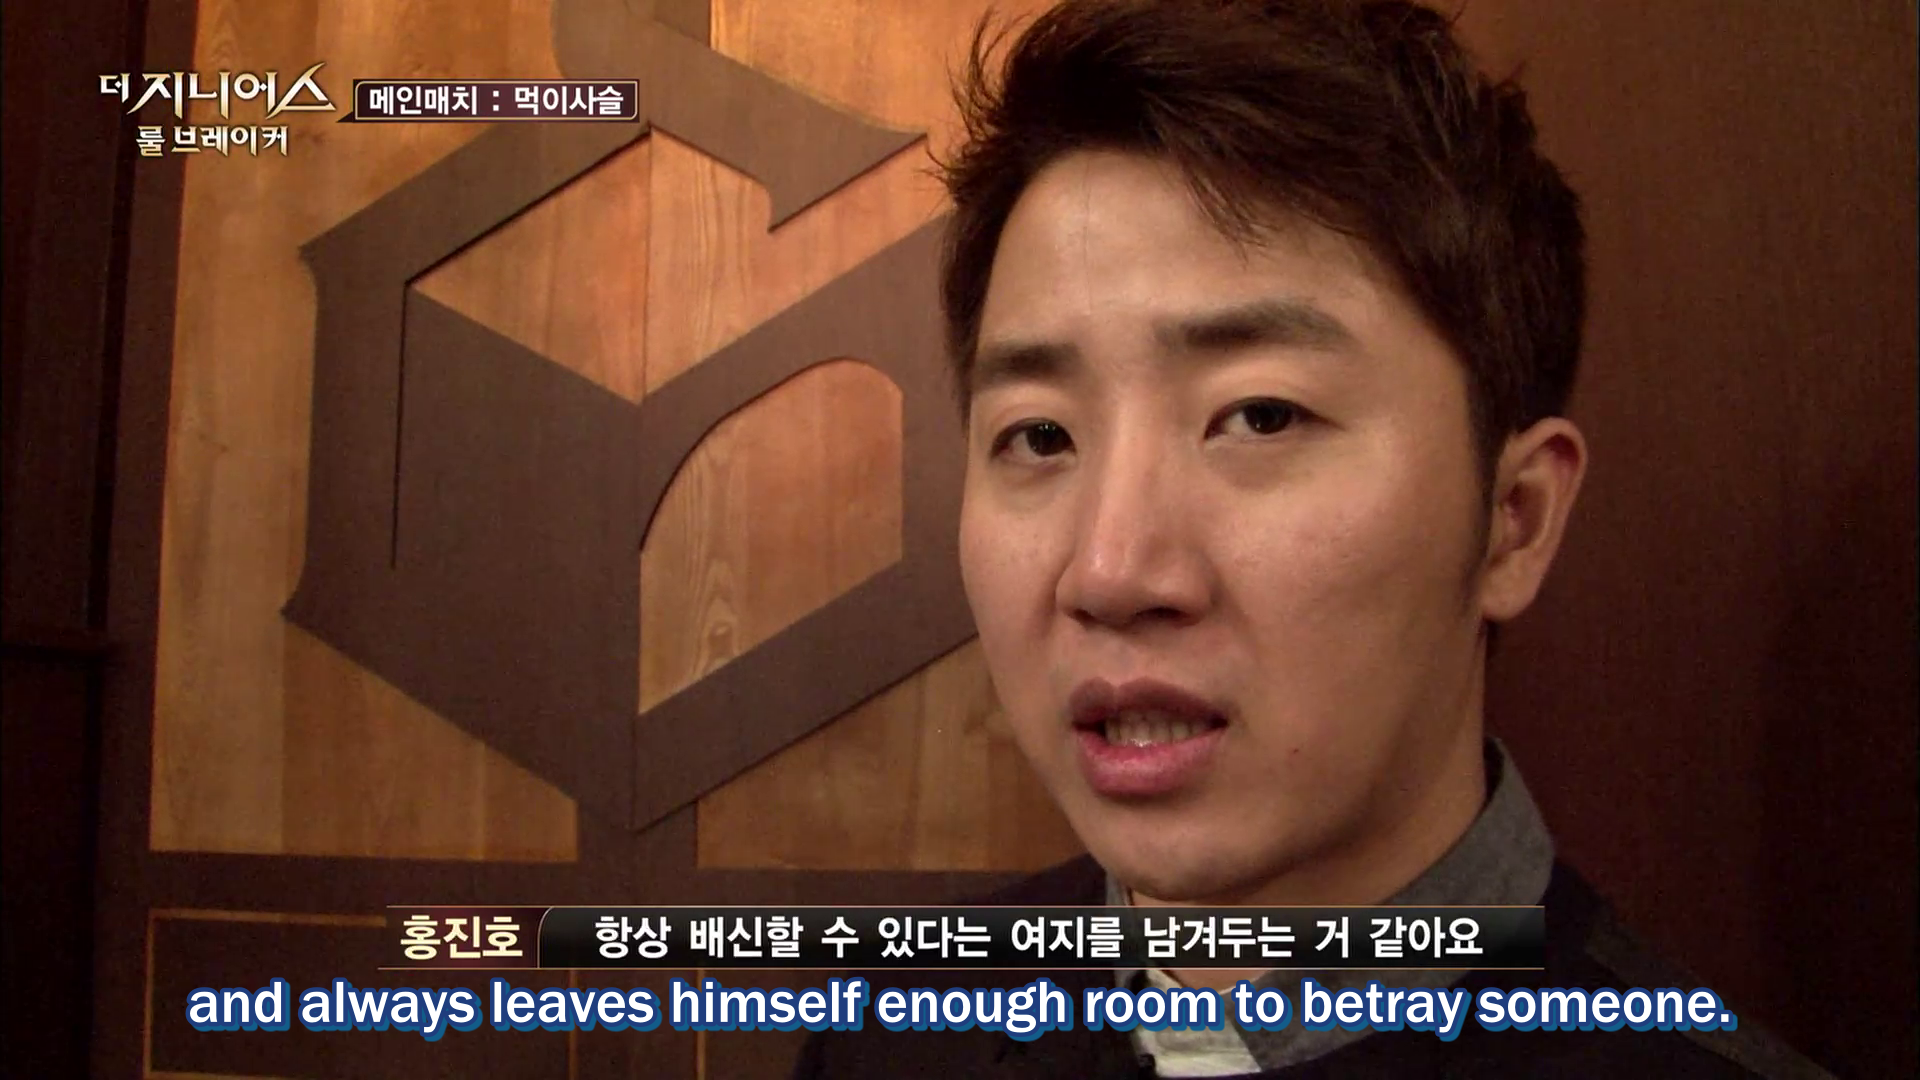 더 지니어스
룰 브레이커
메인매치 : 먹이사슬
홍진호 항상 배신할 수 있다는 여지를 남겨두는 거 같아요
and always leaves himself enough room to betray someone.